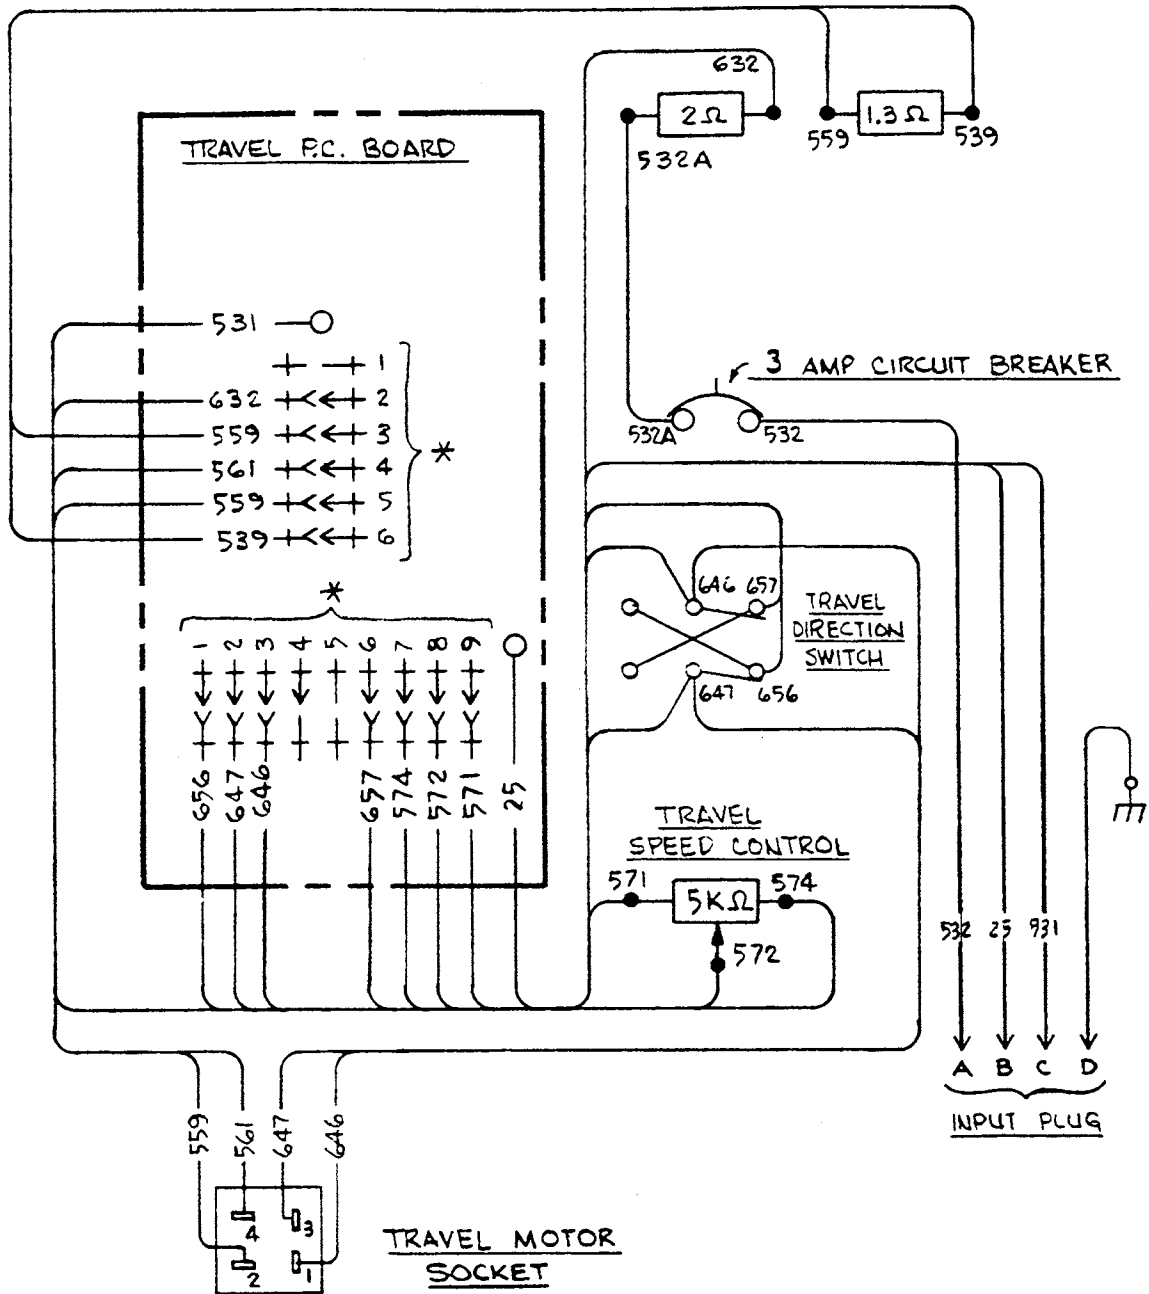 632
2Ω
1.3Ω
532A
559
539
TRAVEL P.C. BOARD
531
1
632
2
559
3
*
561
4
559
5
539
6
3 AMP CIRCUIT BREAKER
532A
532
*
1
2
3
4
5
6
7
8
9
656
647
646
657
574
572
571
25
646
657
TRAVEL
DIRECTION
SWITCH
647
656
TRAVEL
SPEED CONTROL
571
5KΩ
574
572
532
25
931
A
B
C
D
INPUT PLUG
559
561
647
646
4
3
2
1
TRAVEL MOTOR
SOCKET